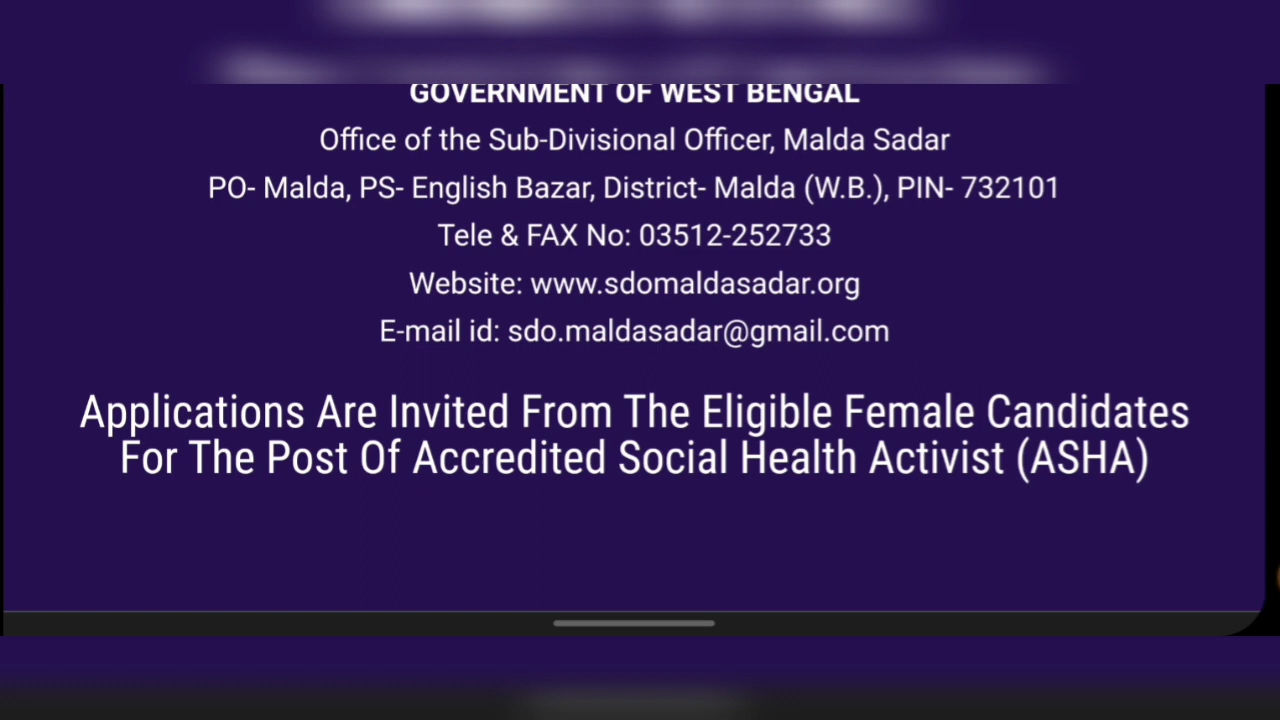 GOVERNMENT OF WEST BENGAL
Office of the Sub-Divisional Officer, Malda Sadar
PO- Malda, PS- English Bazar, District- Malda (W.B.), PIN- 732101
Tele & FAX No: 03512-252733
Website: www.sdomaldasadar.org
E-mail id: sdo.maldasadar@gmail.com
Applications Are Invited From The Eligible Female Candidates
For The Post Of Accredited Social Health Activist (ASHA)